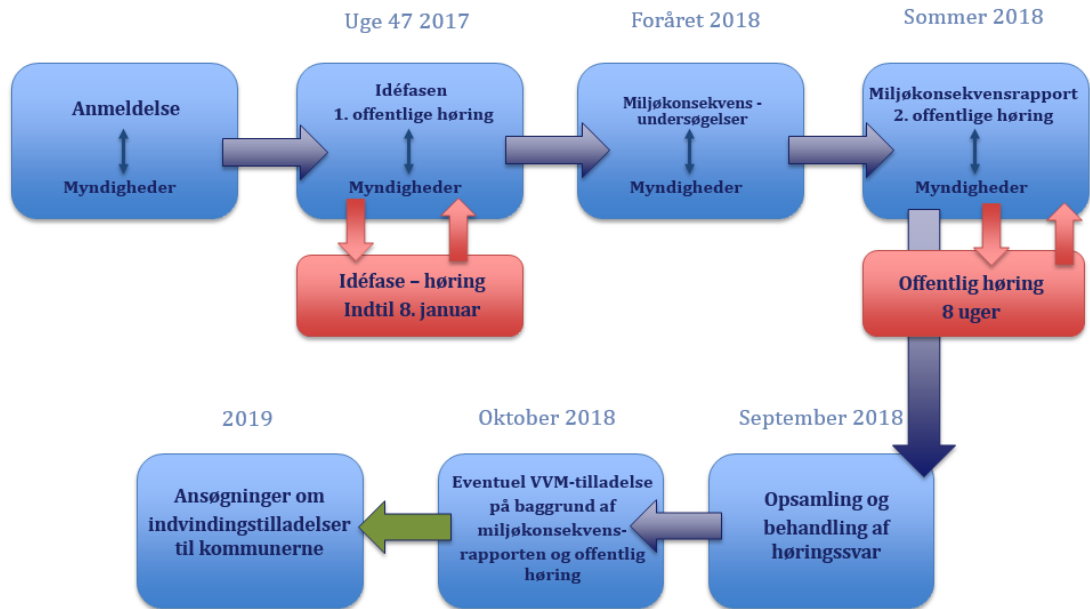 Uge 47 2017
Foråret 2018
Sommer 2018
Anmeldelse
Myndigheder
Idéfasen
1. offentlige høring
Myndigheder
Miljøkonsekvens -
undersøgelser
Myndigheder
Miljøkonsekvensrapport
2. offentlige høring
Myndigheder
Idéfase – høring
Indtil 8. januar
Offentlig høring
8 uger
2019
Oktober 2018
September 2018
Ansøgninger om
indvindingstilladelser
til kommunerne
Eventuel VVM-tilladelse
på baggrund af
miljøkonsekvens-
rapporten og offentlig
høring
Opsamling og
behandling af
høringssvar